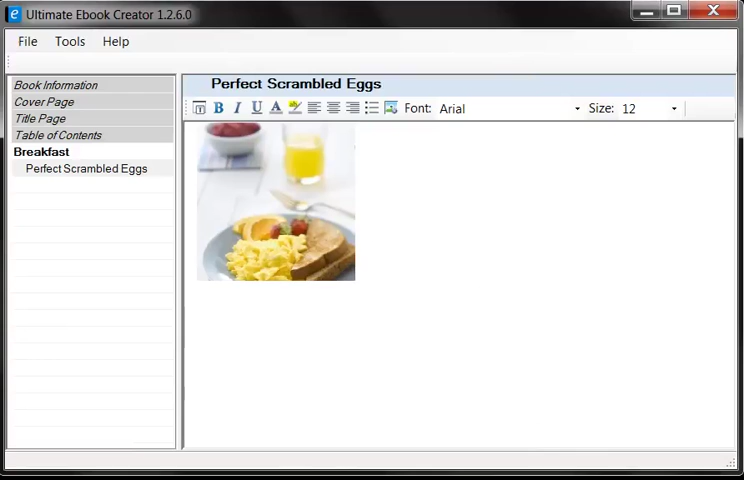 Ultimate Ebook Creator 1.2.6.0
File Tools Help
Book Information
Cover Page
Title Page
Table of Contents
Breakfast
Perfect Scrambled Eggs
Perfect Scrambled Eggs
B I U A Font: Arial Size: 12